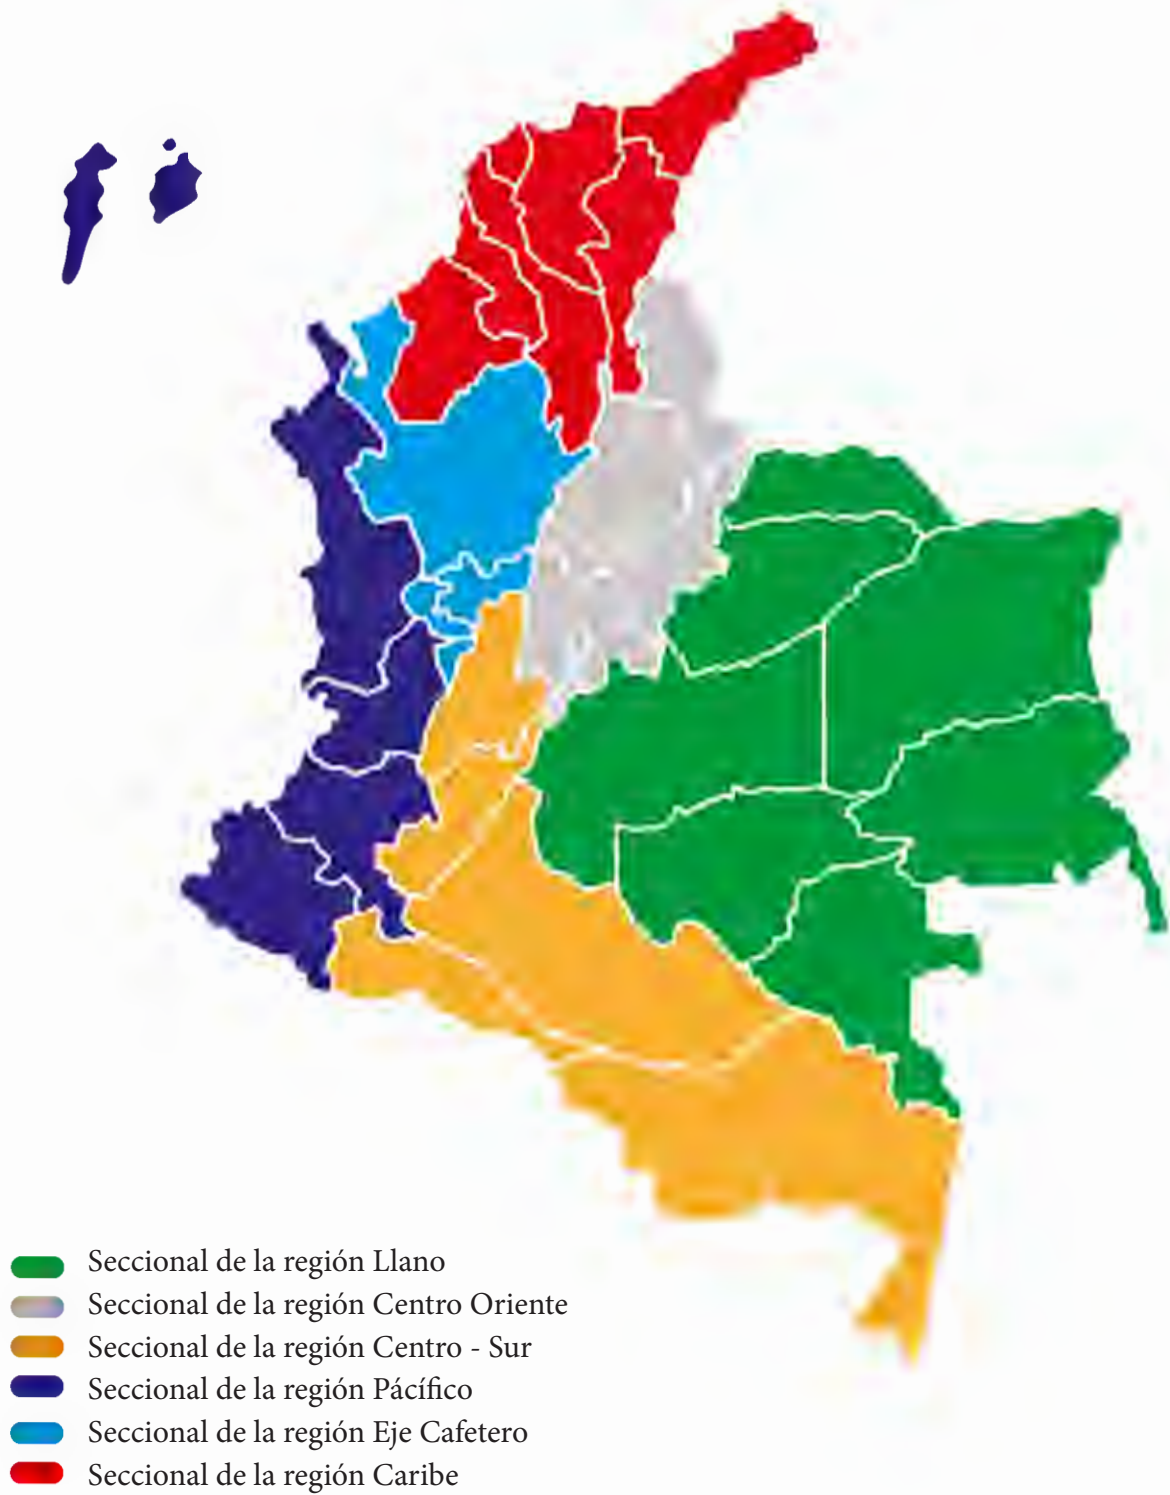 Seccional de la región Llano
Seccional de la región Centro Oriente
Seccional de la región Centro - Sur
Seccional de la región Pácífico
Seccional de la región Eje Cafetero
Seccional de la región Caribe